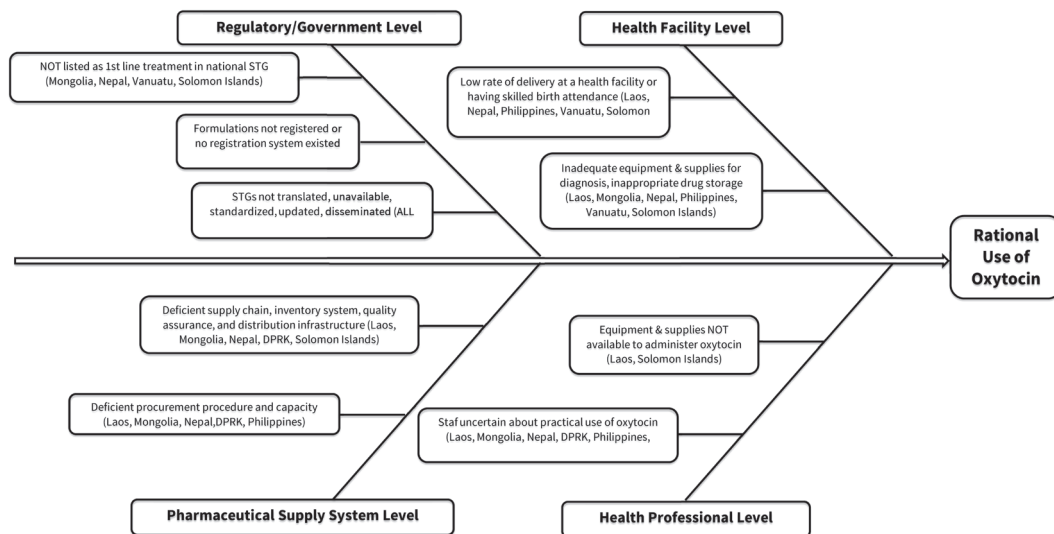 Regulatory/Government Level
Health Facility Level
NOT listed as 1st line treatment in national STG
(Mongolia, Nepal, Vanuatu, Solomon Islands)
Low rate of delivery at a health facility or
having skilled birth attendance (Laos,
Nepal, Philippines, Vanuatu, Solomon
Formulations not registered or
no registration system existed
Inadequate equipment & supplies for
diagnosis, inappropriate drug storage
(Laos, Mongolia, Nepal, Philippines,
Vanuatu, Solomon Islands)
STGs not translated, unavailable,
standardized, updated, disseminated (ALL
Rational
Use of
Oxytocin
Deficient supply chain, inventory system, quality
assurance, and distribution infrastructure (Laos,
Mongolia, Nepal, DPRK, Solomon Islands)
Equipment & supplies NOT
available to administer oxytocin
(Laos, Solomon Islands)
Deficient procurement procedure and capacity
(Laos, Mongolia, Nepal,DPRK, Philippines)
Staf uncertain about practical use of oxytocin
(Laos, Mongolia, Nepal, DPRK, Philippines,
Pharmaceutical Supply System Level
Health Professional Level